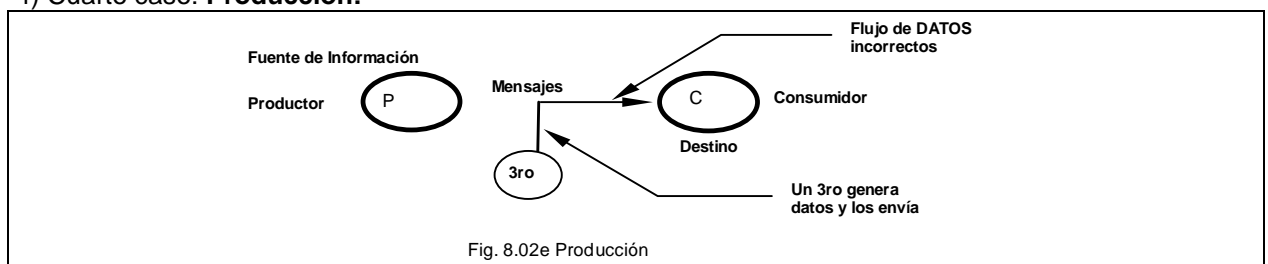 4) Cuarto caso: Producción:
Flujo de DATOS
incorrectos
Fuente de Información
Mensajes
Productor
P
C
Consumidor
Destino
3ro
Un 3ro genera
datos y los envía
Fig. 8.02e Producción